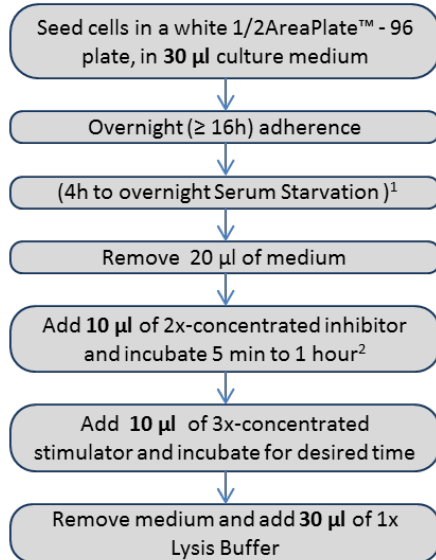 Seed cells in a white 1/2AreaPlate™ - 96
plate, in 30 µl culture medium
Overnight (≥ 16h) adherence
(4h to overnight Serum Starvation )¹
Remove 20 µl of medium
Add 10 µl of 2x-concentrated inhibitor
and incubate 5 min to 1 hour²
Add 10 µl of 3x-concentrated
stimulator and incubate for desired time
Remove medium and add 30 µl of 1x
Lysis Buffer